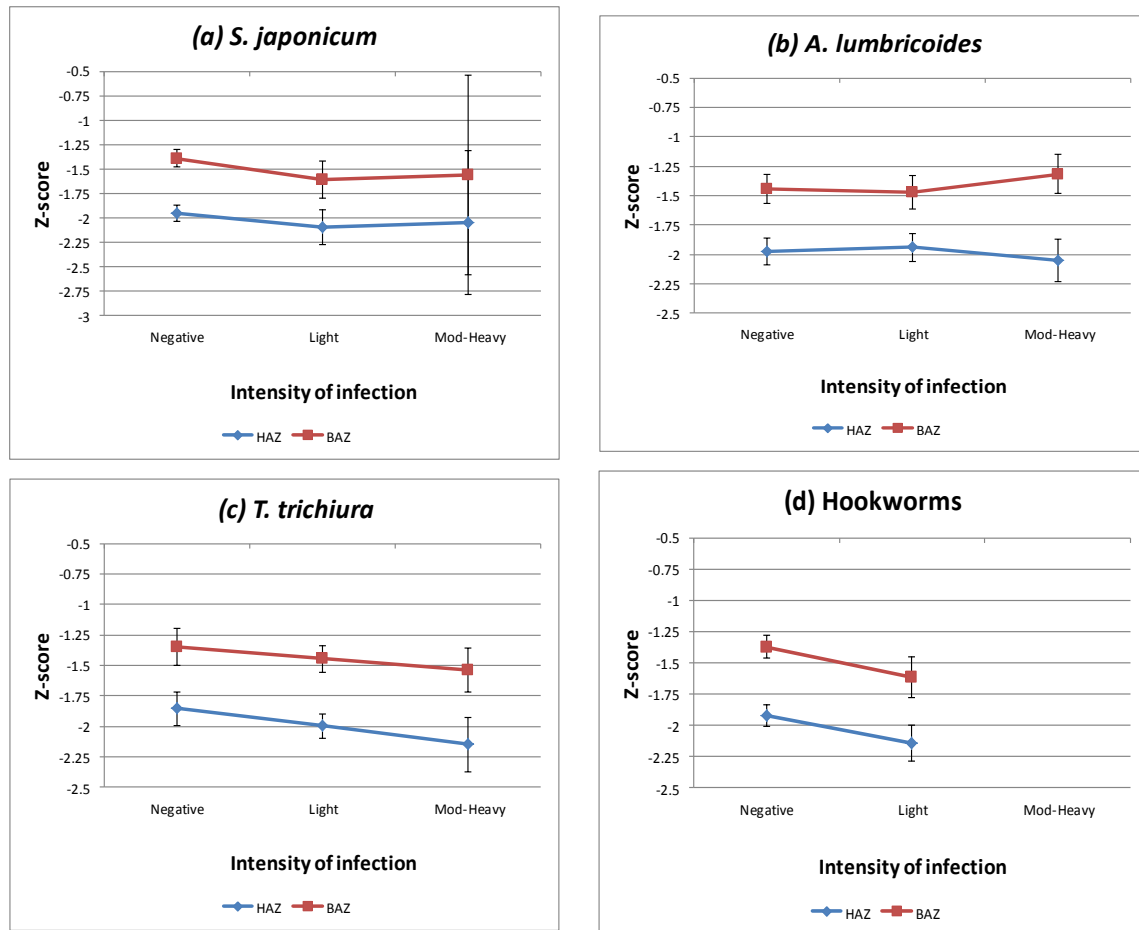 (a) S. japonicum
-0.5
-0.75
-1
-1.25
-1.5
-1.75
-2
-2.25
-2.5
-2.75
-3
Z-score
Negative Light Mod-Heavy
Intensity of infection
HAZ BAZ
(b) A. lumbricoides
-0.5
-0.75
-1
-1.25
-1.5
-1.75
-2
-2.25
-2.5
Z-score
Negative Light Mod-Heavy
Intensity of infection
HAZ BAZ
(c) T. trichiura
-0.5
-0.75
-1
-1.25
-1.5
-1.75
-2
-2.25
-2.5
Z-score
Negative Light Mod-Heavy
Intensity of infection
HAZ BAZ
(d) Hookworms
-0.5
-0.75
-1
-1.25
-1.5
-1.75
-2
-2.25
-2.5
Z-score
Negative Light Mod-Heavy
Intensity of infection
HAZ BAZ